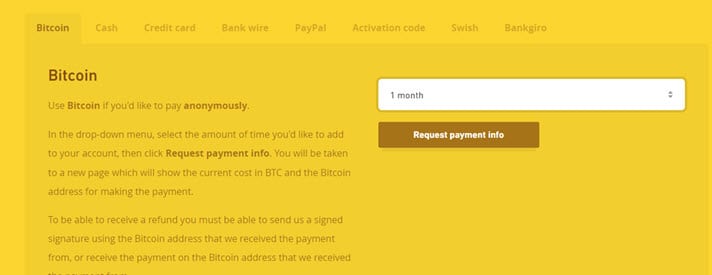 Bitcoin Cash Credit card Bank wire PayPal Activation code Swish Bankgiro
Bitcoin
Use Bitcoin if you'd like to pay anonymously.
In the drop-down menu, select the amount of time you'd like to add
to your account, then click Request payment info. You will be taken
to a new page which will show the current cost in BTC and the Bitcoin
address for making the payment.
To be able to receive a refund you must be able to send us a signed
signature using the Bitcoin address that we received the payment
from, or receive the payment on the Bitcoin address that we received
the payment from.
1 month
Request payment info